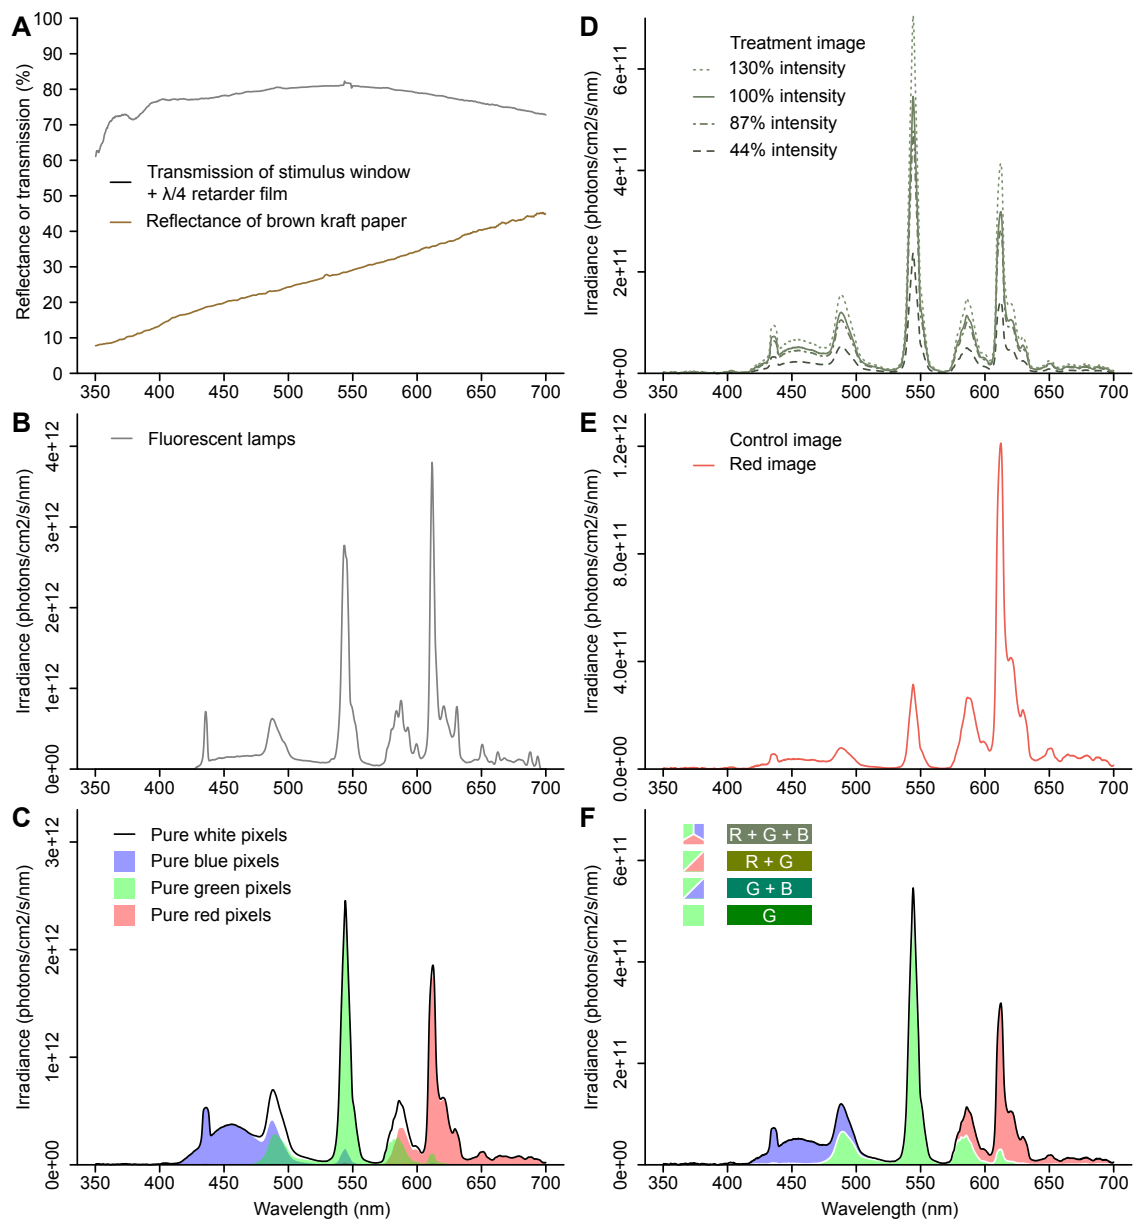 A
Reflectance or transmission (%)
100
90
80
70
60
50
40
30
20
10
0
Transmission of stimulus window
+ λ/4 retarder film
Reflectance of brown kraft paper
350 400 450 500 550 600 650 700
B
Irradiance (photons/cm2/s/nm)
4e+12
3e+12
2e+12
1e+12
0e+00
Fluorescent lamps
350 400 450 500 550 600 650 700
C
Irradiance (photons/cm2/s/nm)
3e+12
2e+12
1e+12
0e+00
Pure white pixels
Pure blue pixels
Pure green pixels
Pure red pixels
350 400 450 500 550 600 650 700
Wavelength (nm)
D
Irradiance (photons/cm2/s/nm)
6e+11
4e+11
2e+11
0e+00
Treatment image
130% intensity
100% intensity
87% intensity
44% intensity
350 400 450 500 550 600 650 700
E
Irradiance (photons/cm2/s/nm)
1.2e+12
8.0e+11
4.0e+11
0.0e+00
Control image
Red image
350 400 450 500 550 600 650 700
F
Irradiance (photons/cm2/s/nm)
6e+11
4e+11
2e+11
0e+00
R + G + B
R + G
G + B
G
350 400 450 500 550 600 650 700
Wavelength (nm)